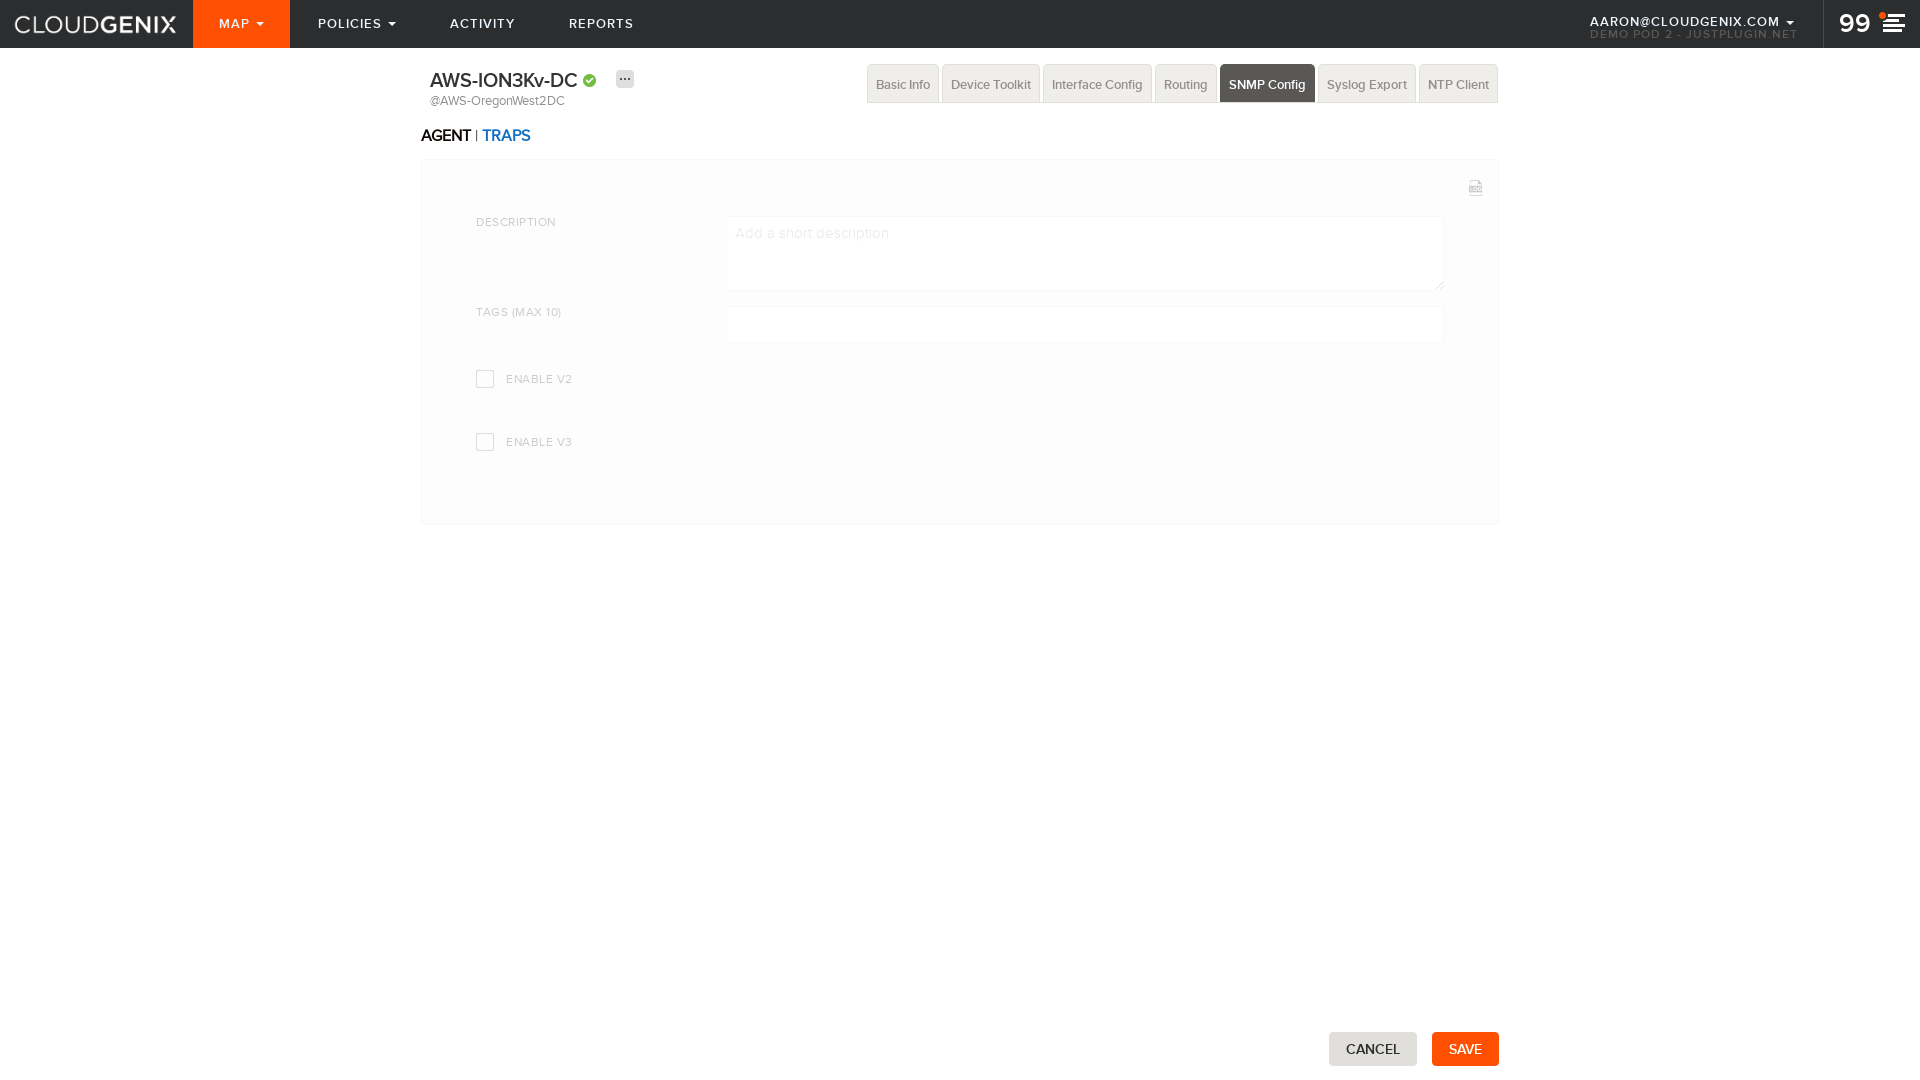 CLOUDGENIX
MAP
POLICIES
ACTIVITY
REPORTS
AARON@CLOUDGENIX.COM
DEMO POD 2 - JUSTPLUGIN.NET
99
AWS-ION3Kv-DC
@AWS-OregonWest2DC
Basic Info
Device Toolkit
Interface Config
Routing
SNMP Config
Syslog Export
NTP Client
AGENT | TRAPS
DESCRIPTION
Add a short description
TAGS (MAX 10)
ENABLE V2
ENABLE V3
CANCEL
SAVE